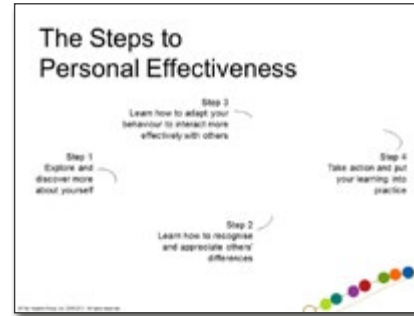 The Steps to
Personal Effectiveness
Step 3
Learn how to adapt your
behaviour to interact more
effectively with others
Step 1
Explore and
discover more
about yourself
Step 4
Take action and put
your learning into
practice
Step 2
Learn how to recognise
and appreciate others'
differences